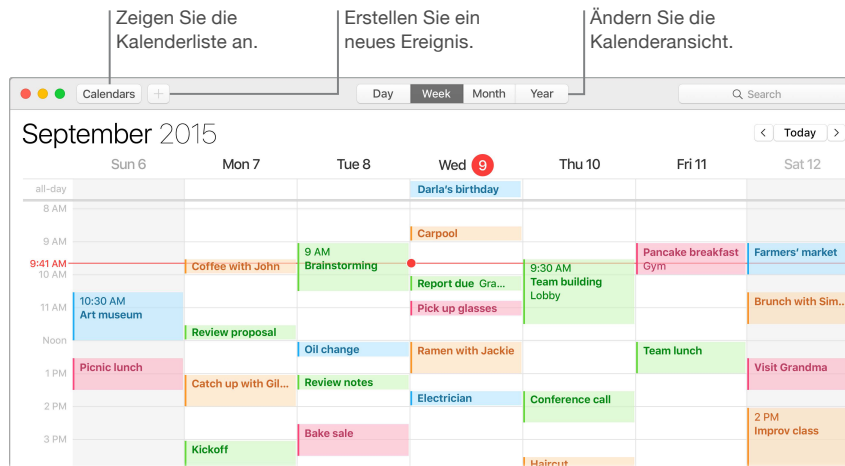 Zeigen Sie die
Kalenderliste an.
Erstellen Sie ein
neues Ereignis.
Ändern Sie die
Kalenderansicht.
Calendars + Day Week Month Year Search
September 2015 < Today >
Sun 6 Mon 7 Tue 8 Wed 9 Thu 10 Fri 11 Sat 12
all-day Darla's birthday
8 AM
Carpool
9 AM
9 AM
Brainstorming
Pancake breakfast
Gym
Farmers' market
9:41 AM
Coffee with John
9:30 AM
Team building
Lobby
10 AM
Report due Gra...
10:30 AM
Art museum
Brunch with Sim...
Pick up glasses
11 AM
Review proposal
Noon
Oil change
Ramen with Jackie
Team lunch
Picnic lunch
Visit Grandma
1 PM
Catch up with Gil...
Review notes
Electrician
Conference call
2 PM
2 PM
Improv class
Bake sale
3 PM
Kickoff
Haircut